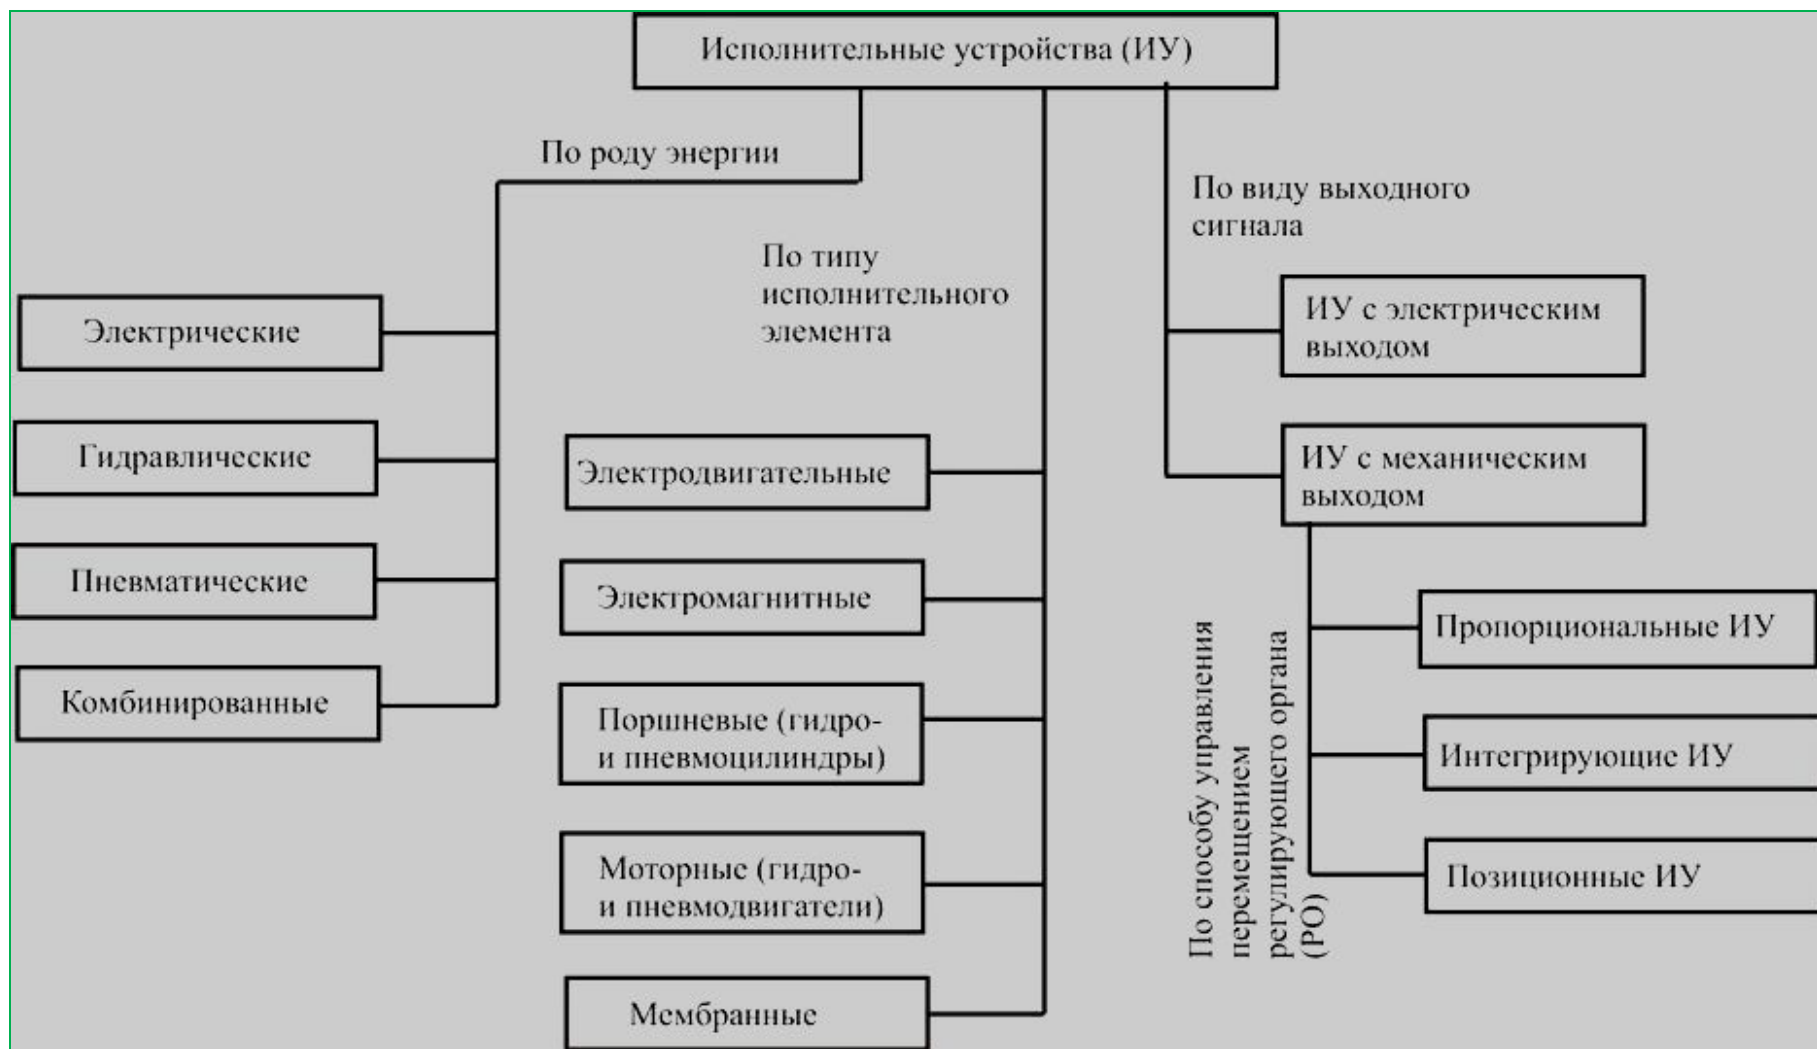 Исполнительные устройства (ИУ)
По роду энергии
Электрические
Гидравлические
Пневматические
Комбинированные
По типу
исполнительного
элемента
Электродвигательные
Электромагнитные
Поршневые (гидро-
и пневмоцилиндры)
Моторные (гидро-
и пневмодвигатели)
Мембранные
По виду выходного
сигнала
ИУ с электрическим
выходом
ИУ с механическим
выходом
По способу управления
перемещением
регулирующего органа
(РО)
Пропорциональные ИУ
Интегрирующие ИУ
Позиционные ИУ